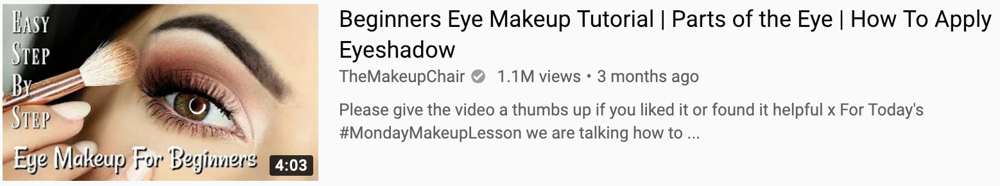 EASY
STEP
BY
STEP
Eye Makeup For Beginners
4:03
Beginners Eye Makeup Tutorial | Parts of the Eye | How To Apply
Eyeshadow
TheMakeupChair 1.1M views • 3 months ago
Please give the video a thumbs up if you liked it or found it helpful x For Today's
#MondayMakeupLesson we are talking how to ...